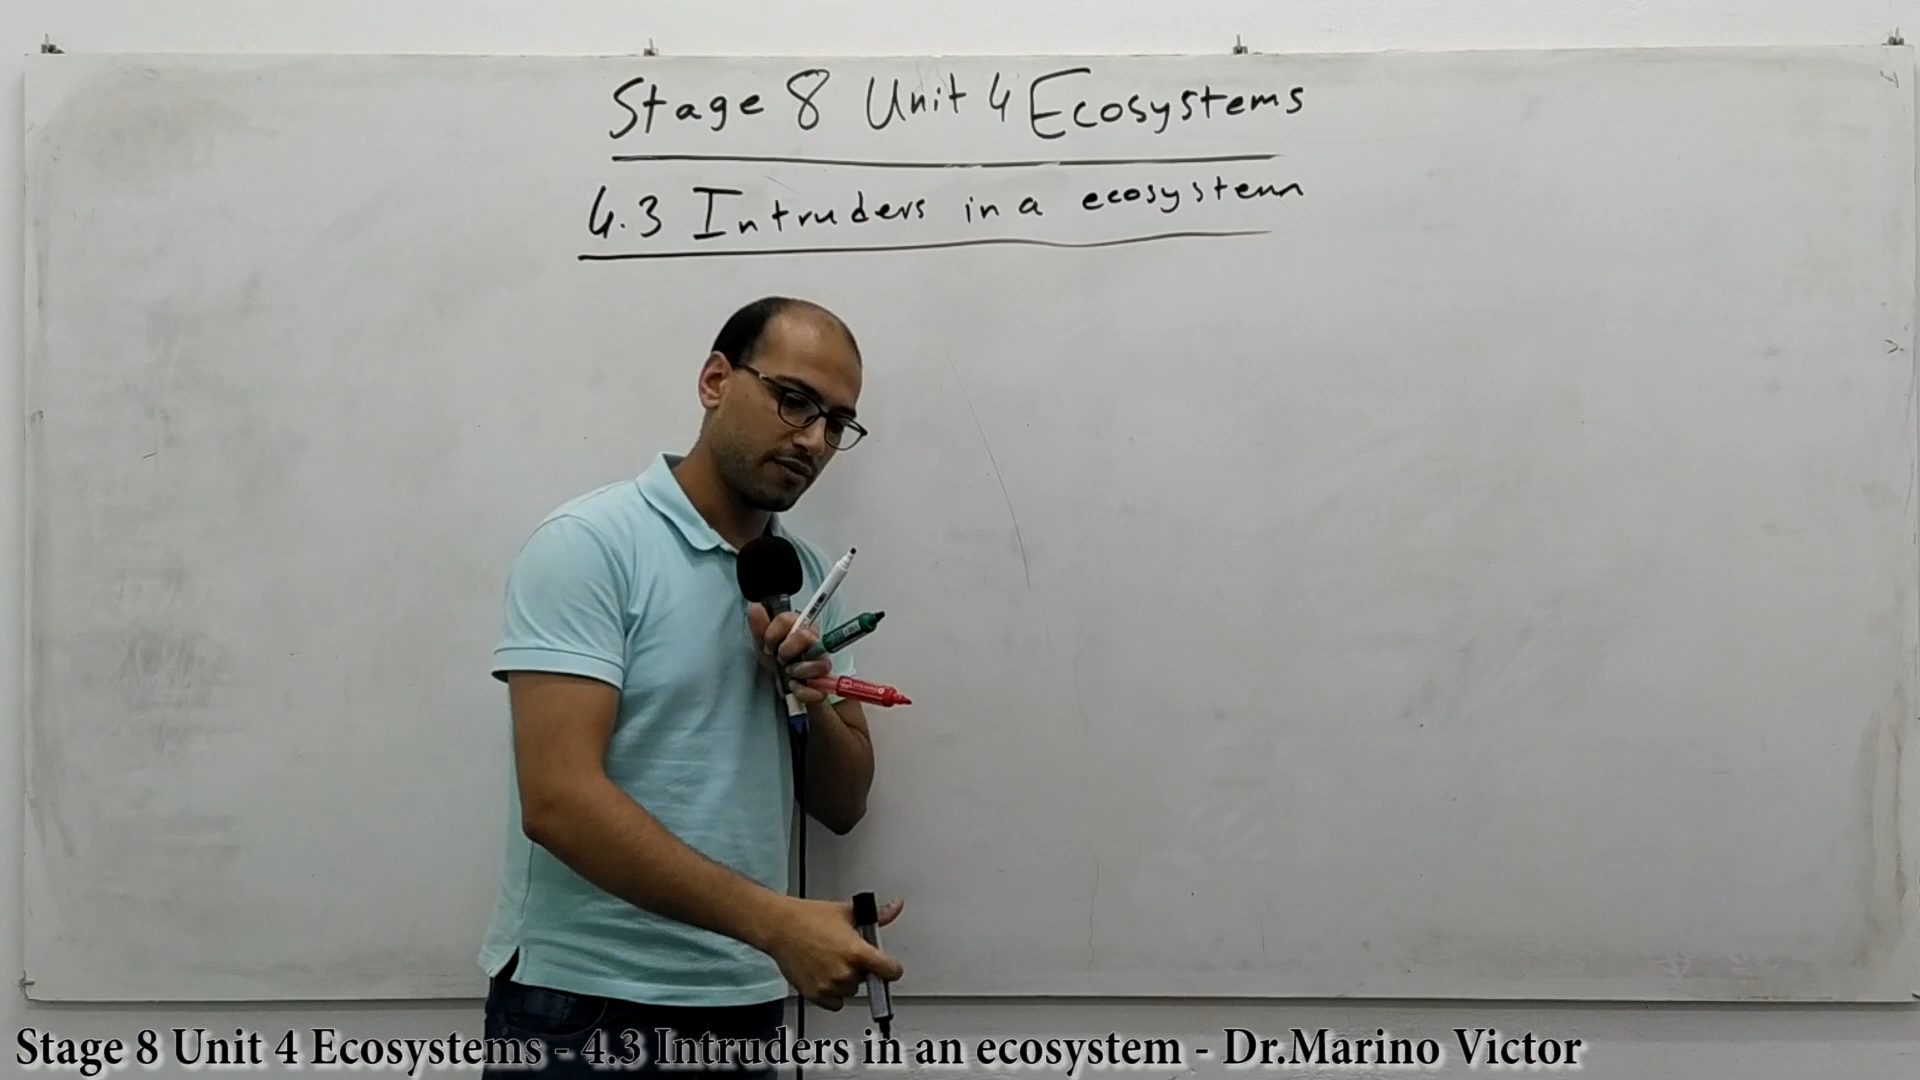 Stage 8 Unit 4 Ecosystems
4.3 Intruders in a ecosystem
Stage 8 Unit 4 Ecosystems - 4.3 Intruders in an ecosystem - Dr.Marino Victor